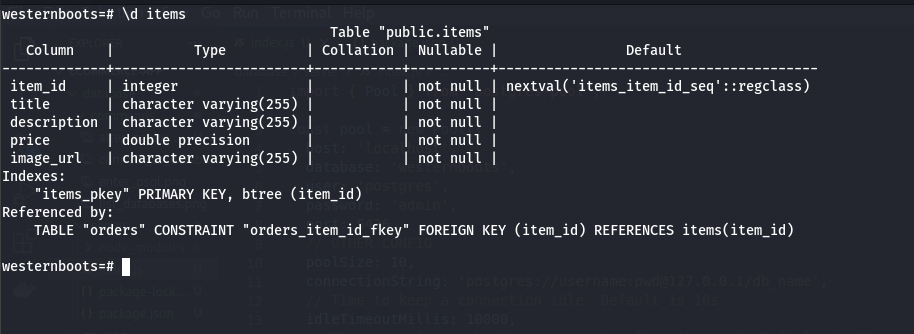 westernboots=# \d items
Table "public.items"
Column | Type | Collation | Nullable | Default
-------------+------------------------+-----------+----------+----------------------------------------
item_id | integer | | not null | nextval('items_item_id_seq'::regclass)
title | character varying(255) | | not null |
description | character varying(255) | | not null |
price | double precision | | not null |
image_url | character varying(255) | | not null |
Indexes:
"items_pkey" PRIMARY KEY, btree (item_id)
Referenced by:
TABLE "orders" CONSTRAINT "orders_item_id_fkey" FOREIGN KEY (item_id) REFERENCES items(item_id)
westernboots=#